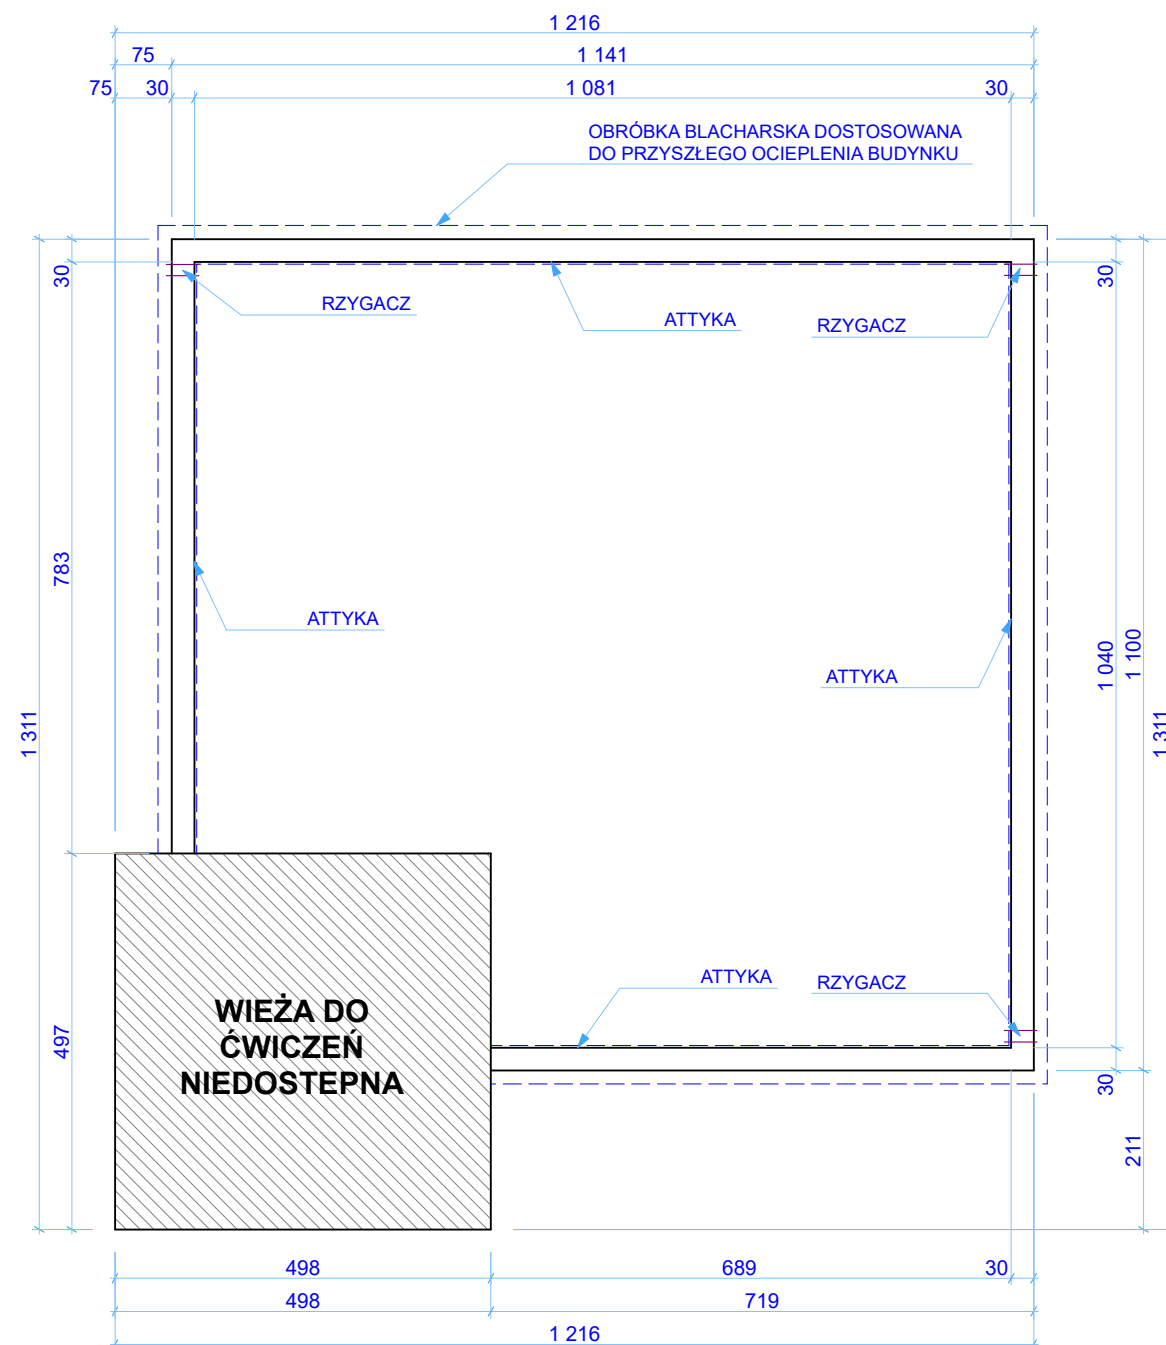 1 216
75
1 141
75
30
1 081
30
OBRÓBKA BLACHARSKA DOSTOSOWANA
DO PRZYSZŁEGO OCIEPLENIA BUDYNKU
30
30
RZYGACZ
ATTYKA
RZYGACZ
783
ATTYKA
ATTYKA
1 040
1 100
1 311
1 311
ATTYKA
RZYGACZ
WIEŻA DO
ĆWICZEŃ
NIEDOSTEPNA
497
30
211
498
689
30
498
719
1 216